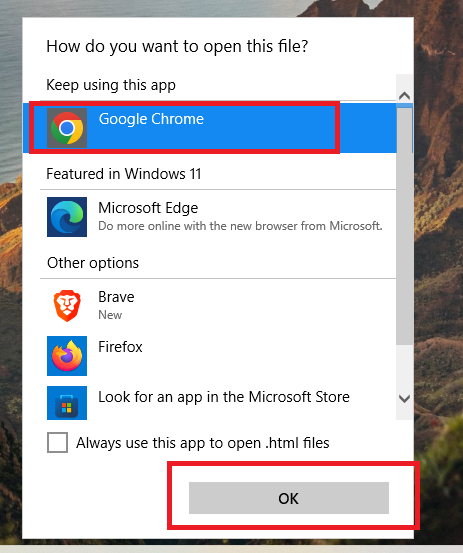 How do you want to open this file?
Keep using this app
Google Chrome
Featured in Windows 11
Microsoft Edge
Do more online with the new browser from Microsoft.
Other options
Brave
New
Firefox
Look for an app in the Microsoft Store
Always use this app to open .html files
OK